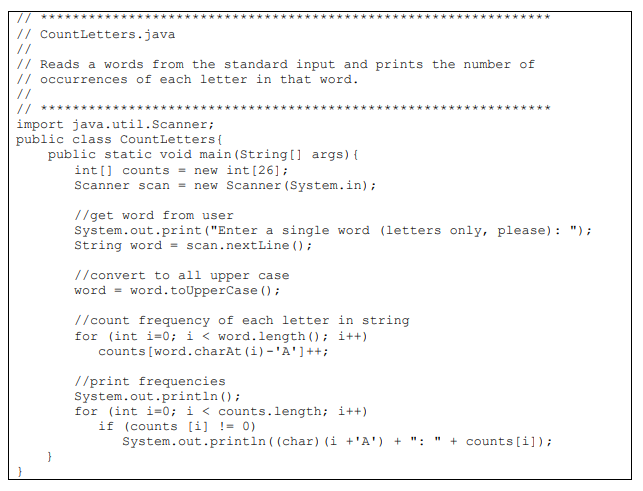 // ****************************************************************
// CountLetters.java
//
// Reads a words from the standard input and prints the number of
// occurrences of each letter in that word.
//
// ****************************************************************
import java.util.Scanner;
public class CountLetters{
    public static void main(String[] args){
        int[] counts = new int[26];
        Scanner scan = new Scanner(System.in);

        //get word from user
        System.out.print("Enter a single word (letters only, please): ");
        String word = scan.nextLine();

        //convert to all upper case
        word = word.toUpperCase();

        //count frequency of each letter in string
        for (int i=0; i < word.length(); i++)
           counts[word.charAt(i)-'A']++;

        //print frequencies
        System.out.println();
        for (int i=0; i < counts.length; i++)
           if (counts [i] != 0)
              System.out.println((char)(i +'A') + ": " + counts[i]);
    }
}